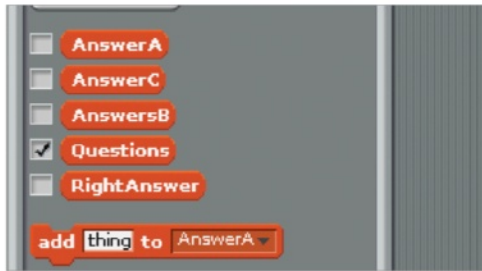 AnswerA
AnswerC
AnswersB
Questions
RightAnswer
add thing to AnswerA